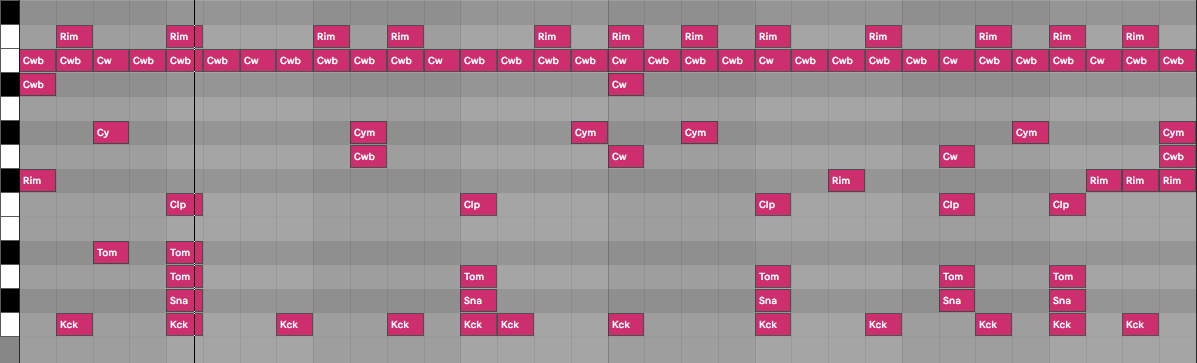 Rim Rim Rim Rim Rim Rim Rim Rim Rim Rim Rim Rim
Cwb Cwb Cw Cwb Cwb Cwb Cw Cwb Cwb Cwb Cwb Cw Cwb Cwb Cwb Cwb Cw Cwb Cwb Cwb Cw Cwb Cwb Cwb Cw Cwb Cwb Cwb Cwb Cw Cwb Cwb
Cwb Cw
Cy Cym Cym Cym Cym Cym
Cwb Cw Cw Cwb
Rim Rim Rim Rim Rim
Clp Clp Clp Clp Clp
Tom Tom
Tom Tom Tom Tom Tom
Sna Sna Sna Sna Sna
Kck Kck Kck Kck Kck Kck Kck Kck Kck Kck Kck Kck